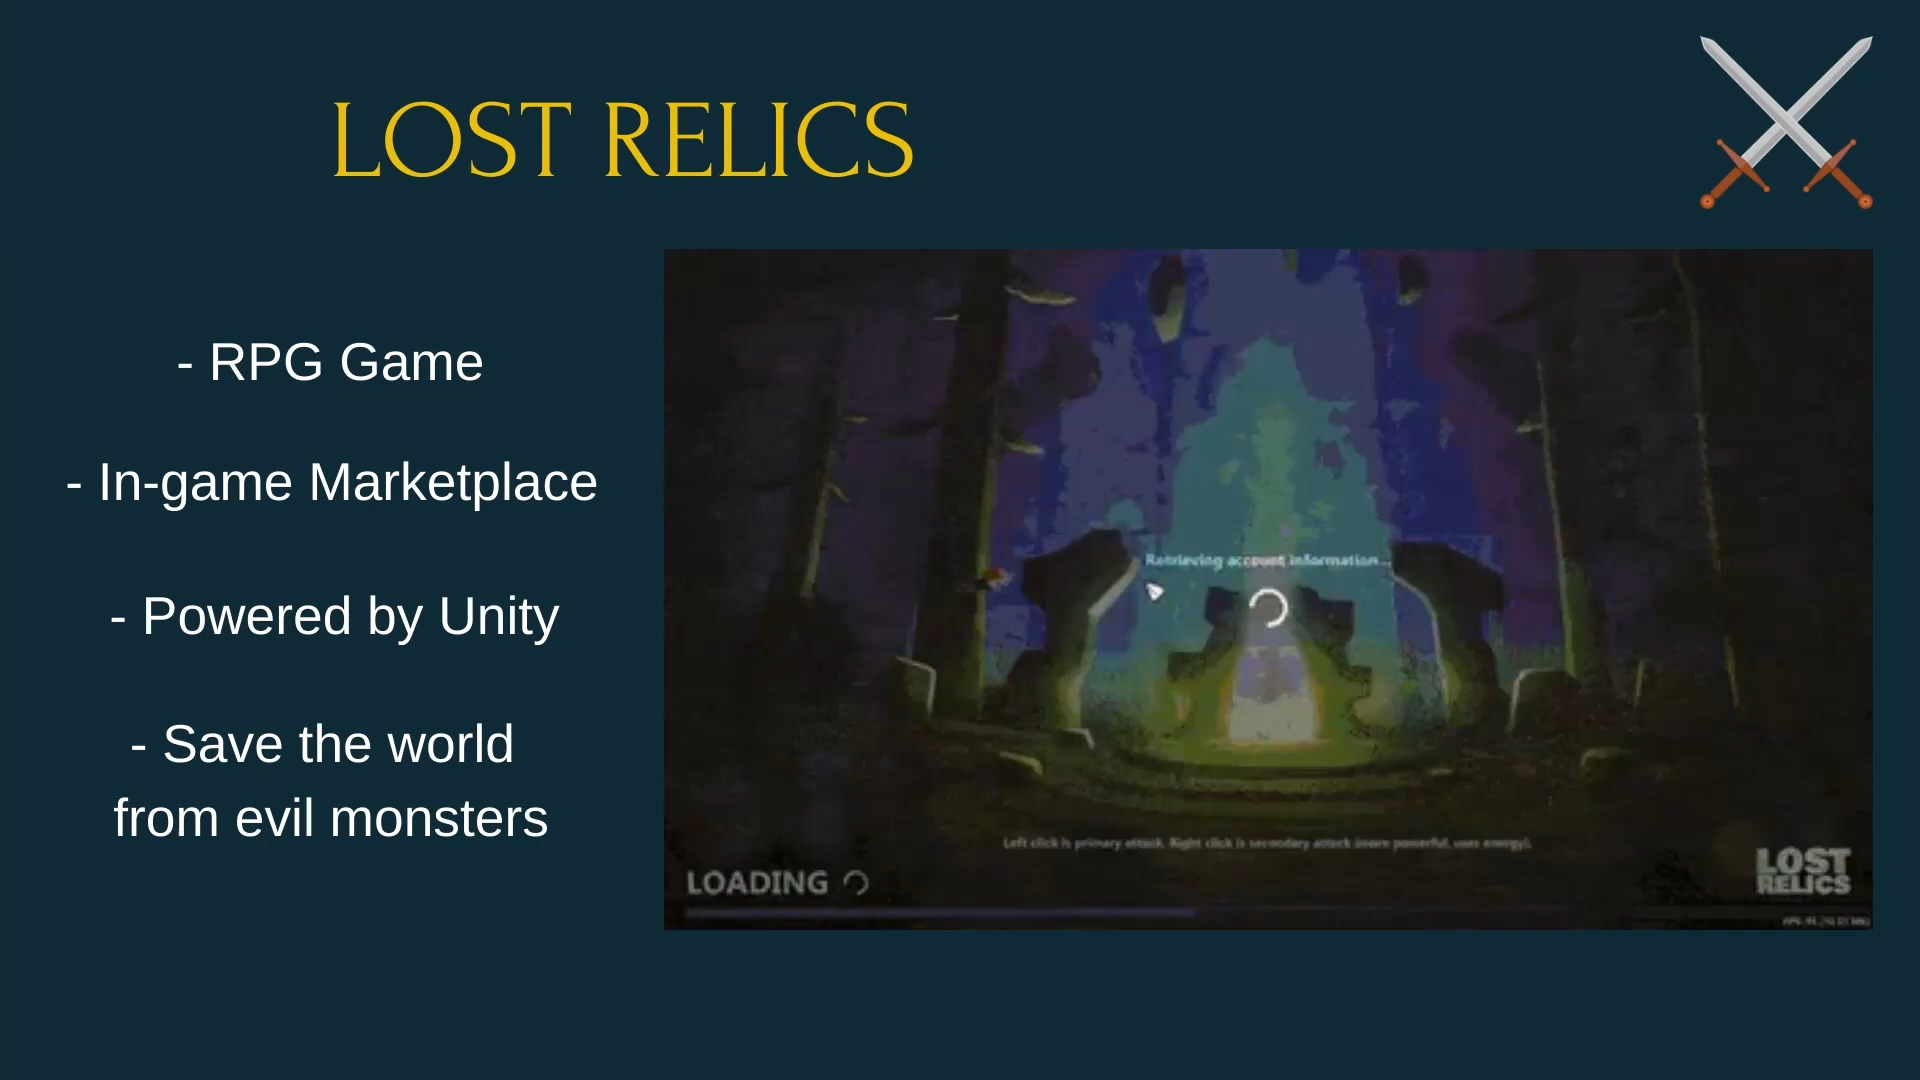 LOST RELICS
- RPG Game
- In-game Marketplace
- Powered by Unity
- Save the world
from evil monsters
Retrieving account information...
Left click is primary attack. Right click is secondary attack (more powerful, uses energy).
LOADING
LOST
RELICS